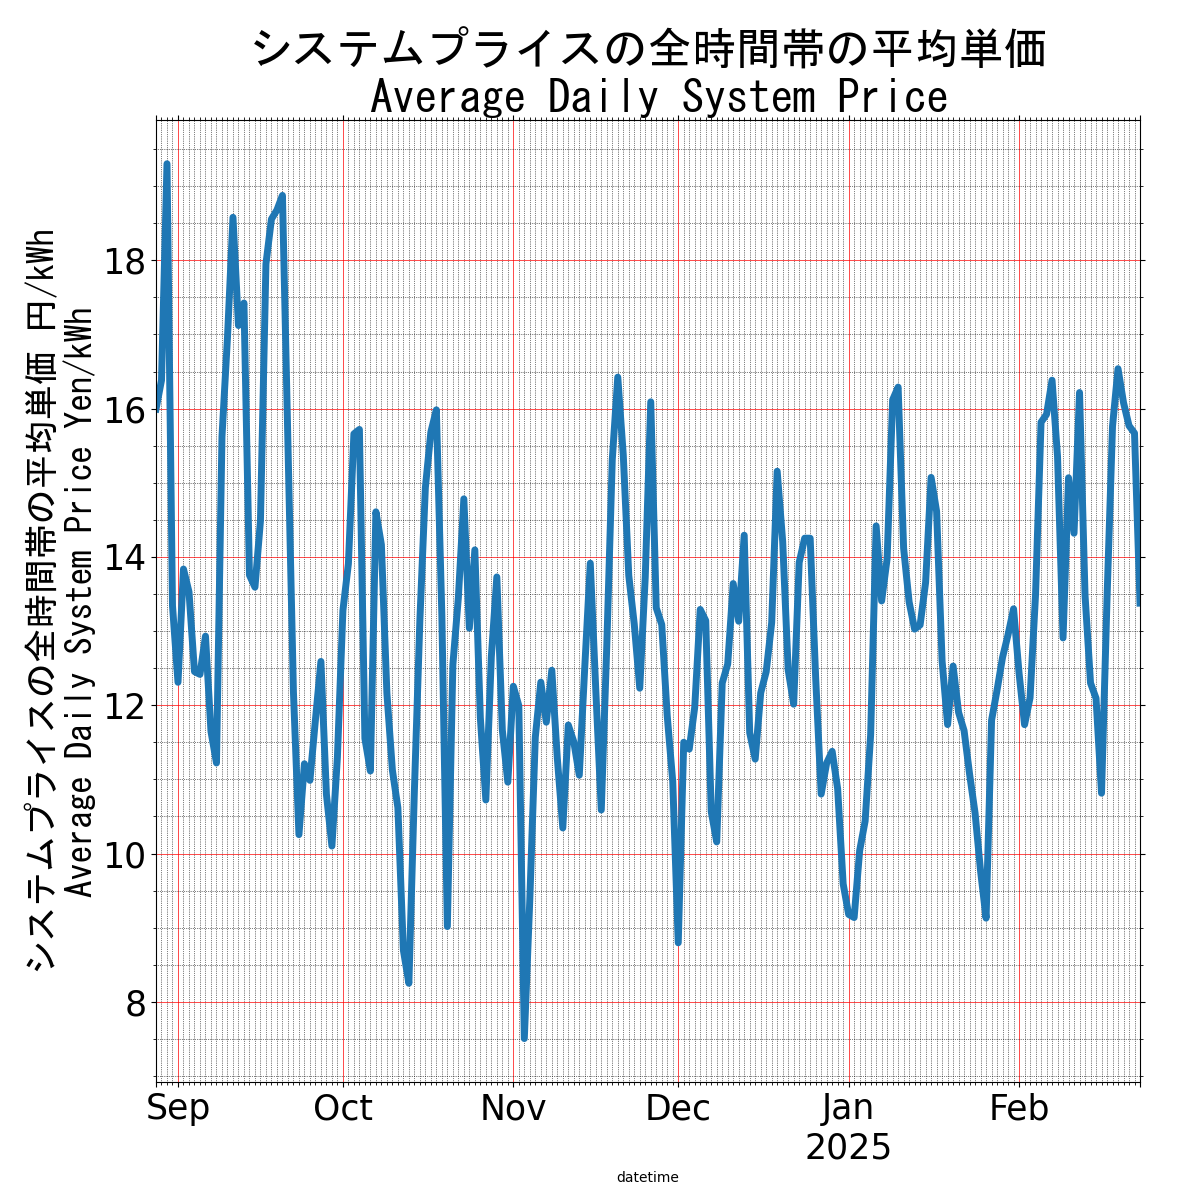 システムプライスの全時間帯の平均単価
Average Daily System Price
システムプライスの全時間帯の平均単価 円/kWh
Average Daily System Price Yen/kWh
18
16
14
12
10
8
Sep
Oct
Nov
Dec
Jan
2025
Feb
datetime